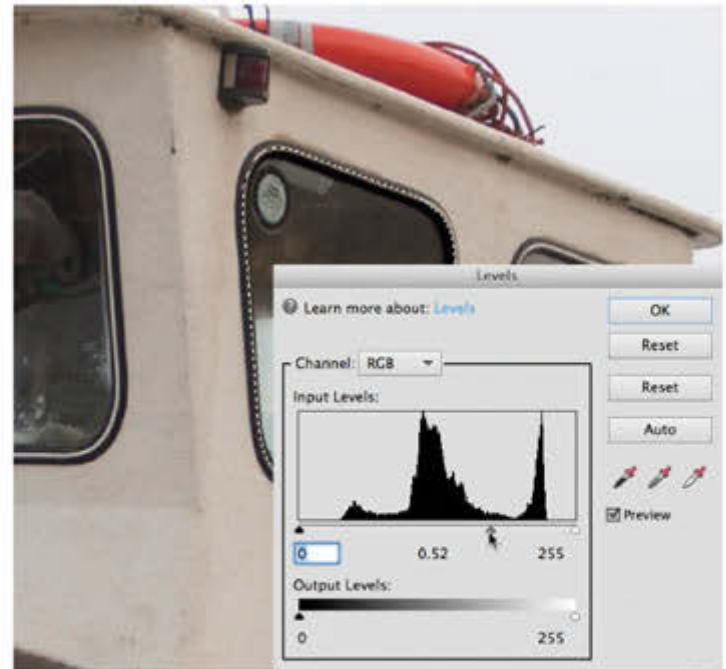 Levels
Learn more about: Levels
OK
Reset
Channel: RGB
Reset
Input Levels:
Auto
Preview
0 0.52 255
Output Levels:
0 255